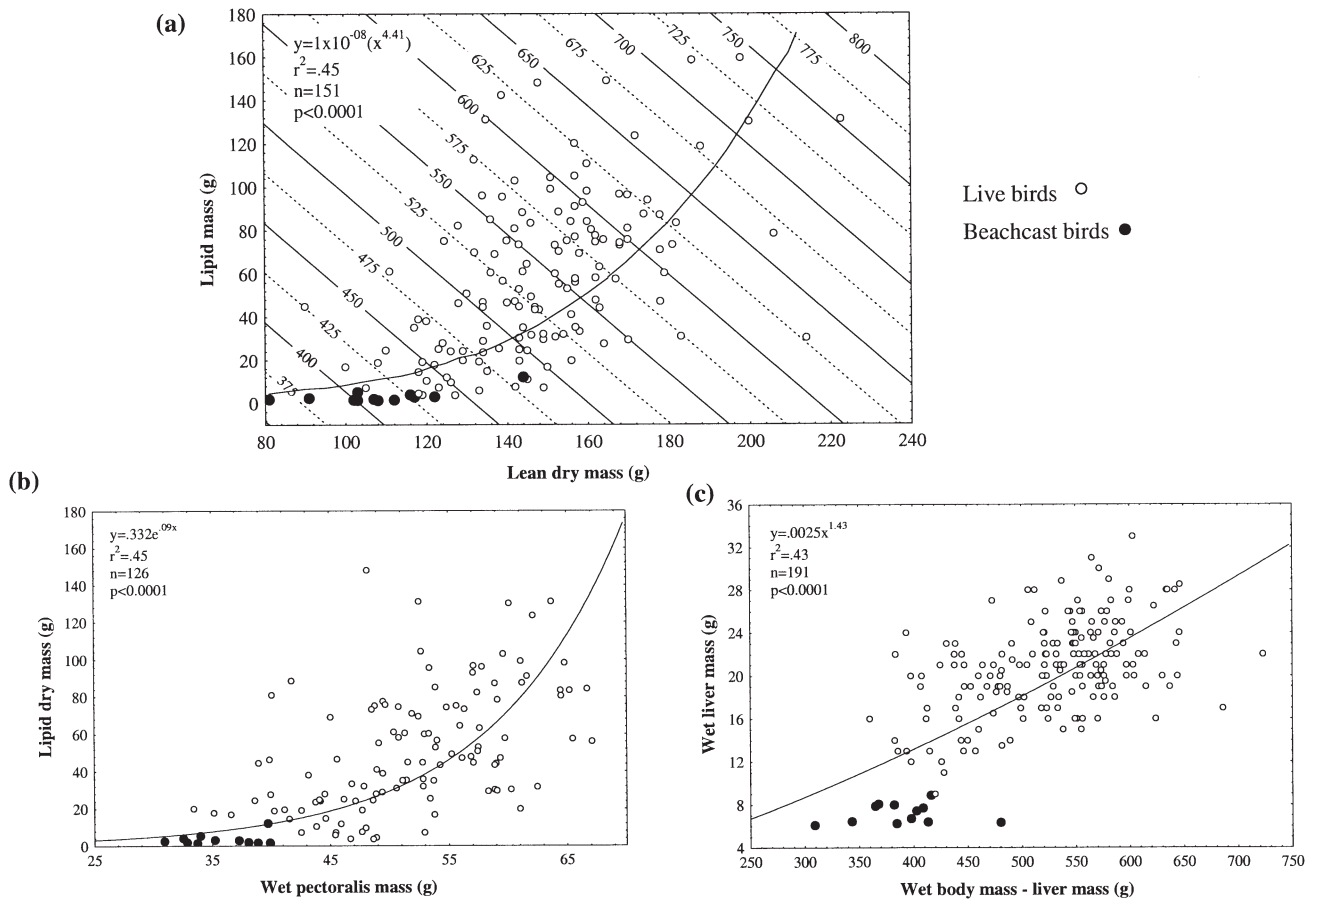 (a)
180
160
140
120
100
80
60
40
20
0
Lipid mass (g)
y=1x10-08(x4.41)
r2=.45
n=151
p<0.0001
625
675
650
700
725
750
775
800
600
575
550
525
500
475
450
425
400
375
80 100 120 140 160 180 200 220 240
Lean dry mass (g)
Live birds
Beachcast birds
(b)
180
160
140
120
100
80
60
40
20
0
Lipid dry mass (g)
y=.332e.09x
r2=.45
n=126
p<0.0001
25 35 45 55 65
Wet pectoralis mass (g)
(c)
36
32
28
24
20
16
12
8
4
Wet liver mass (g)
y=.0025x1.43
r2=.43
n=191
p<0.0001
250 300 350 400 450 500 550 600 650 700 750
Wet body mass - liver mass (g)